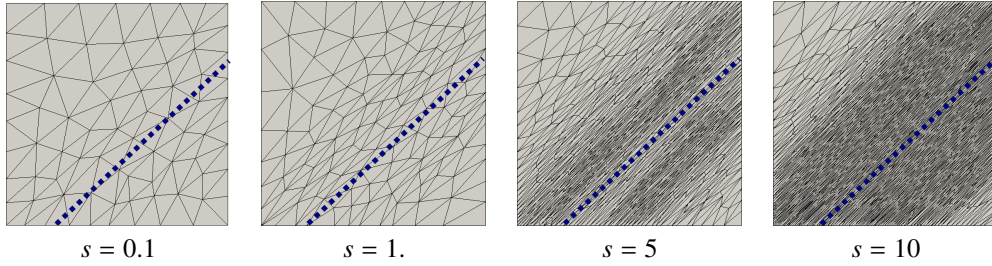 s = 0.1
s = 1.
s = 5
s = 10